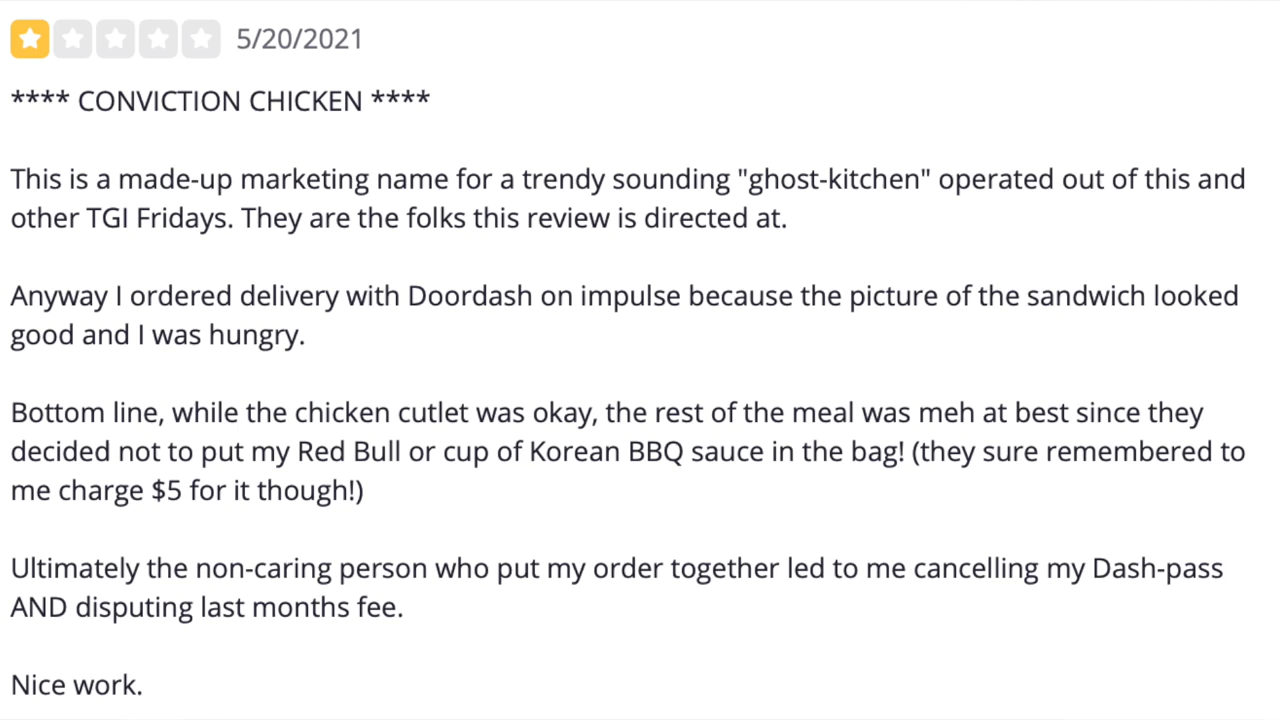 5/20/2021
**** CONVICTION CHICKEN ****
This is a made-up marketing name for a trendy sounding "ghost-kitchen" operated out of this and
other TGI Fridays. They are the folks this review is directed at.
Anyway I ordered delivery with Doordash on impulse because the picture of the sandwich looked
good and I was hungry.
Bottom line, while the chicken cutlet was okay, the rest of the meal was meh at best since they
decided not to put my Red Bull or cup of Korean BBQ sauce in the bag! (they sure remembered to
me charge $5 for it though!)
Ultimately the non-caring person who put my order together led to me cancelling my Dash-pass
AND disputing last months fee.
Nice work.